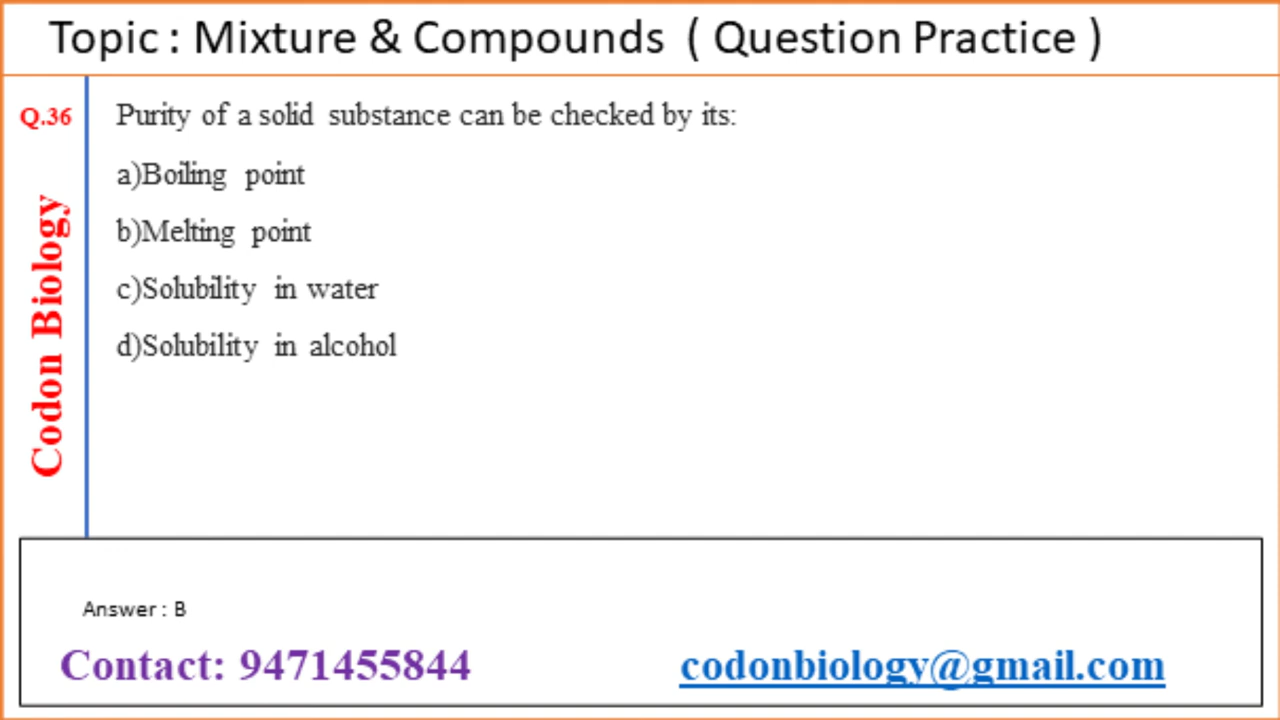 Topic : Mixture & Compounds ( Question Practice )
Q.36 Purity of a solid substance can be checked by its:
a)Boiling point
b)Melting point
c)Solubility in water
d)Solubility in alcohol
Codon Biology
Answer : B
Contact: 9471455844 codonbiology@gmail.com